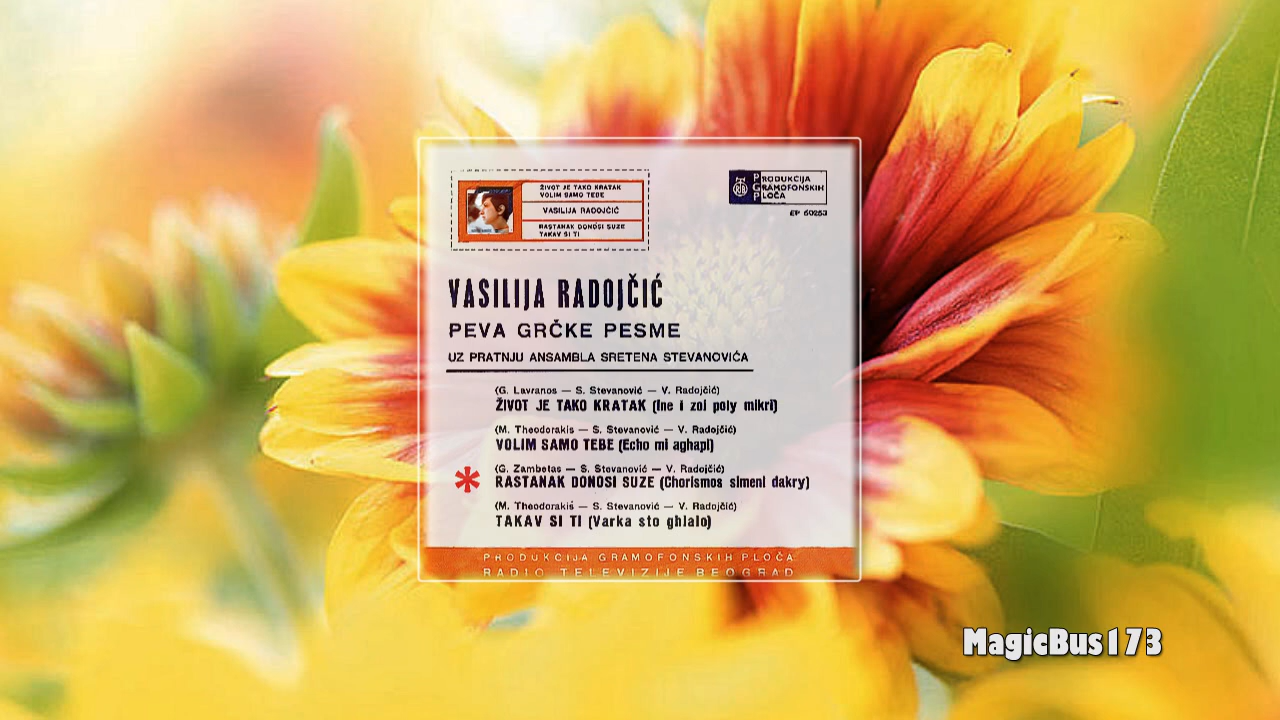 ŽIVOT JE TAKO KRATAK
VOLIM SAMO TEBE
VASILIJA RADOJČIĆ
RASTANAK DONOSI SUZE
TAKAV SI TI
PRODUKCIJA
GRAMOFONSKIH
PLOČA
EP 50253
VASILIJA RADOJČIĆ
PEVA GRČKE PESME
UZ PRATNJU ANSAMBLA SRETENA STEVANOVIĆA
(G. Lavranos — S. Stevanović — V. Radojčić)
ŽIVOT JE TAKO KRATAK (Ine i zoi poly mikri)
(M. Theodorakis — S. Stevanović — V. Radojčić)
VOLIM SAMO TEBE (Echo mi aghapi)
(G. Zambetas — S. Stevanović — V. Radojčić)
* RASTANAK DONOSI SUZE (Chorismos simeni dakry)
(M. Theodorakis — S. Stevanović — V. Radojčić)
TAKAV SI TI (Varka sto ghialo)
PRODUKCIJA GRAMOFONSKIH PLOČA
RADIO TELEVIZIJE BEOGRAD
MagicBus173